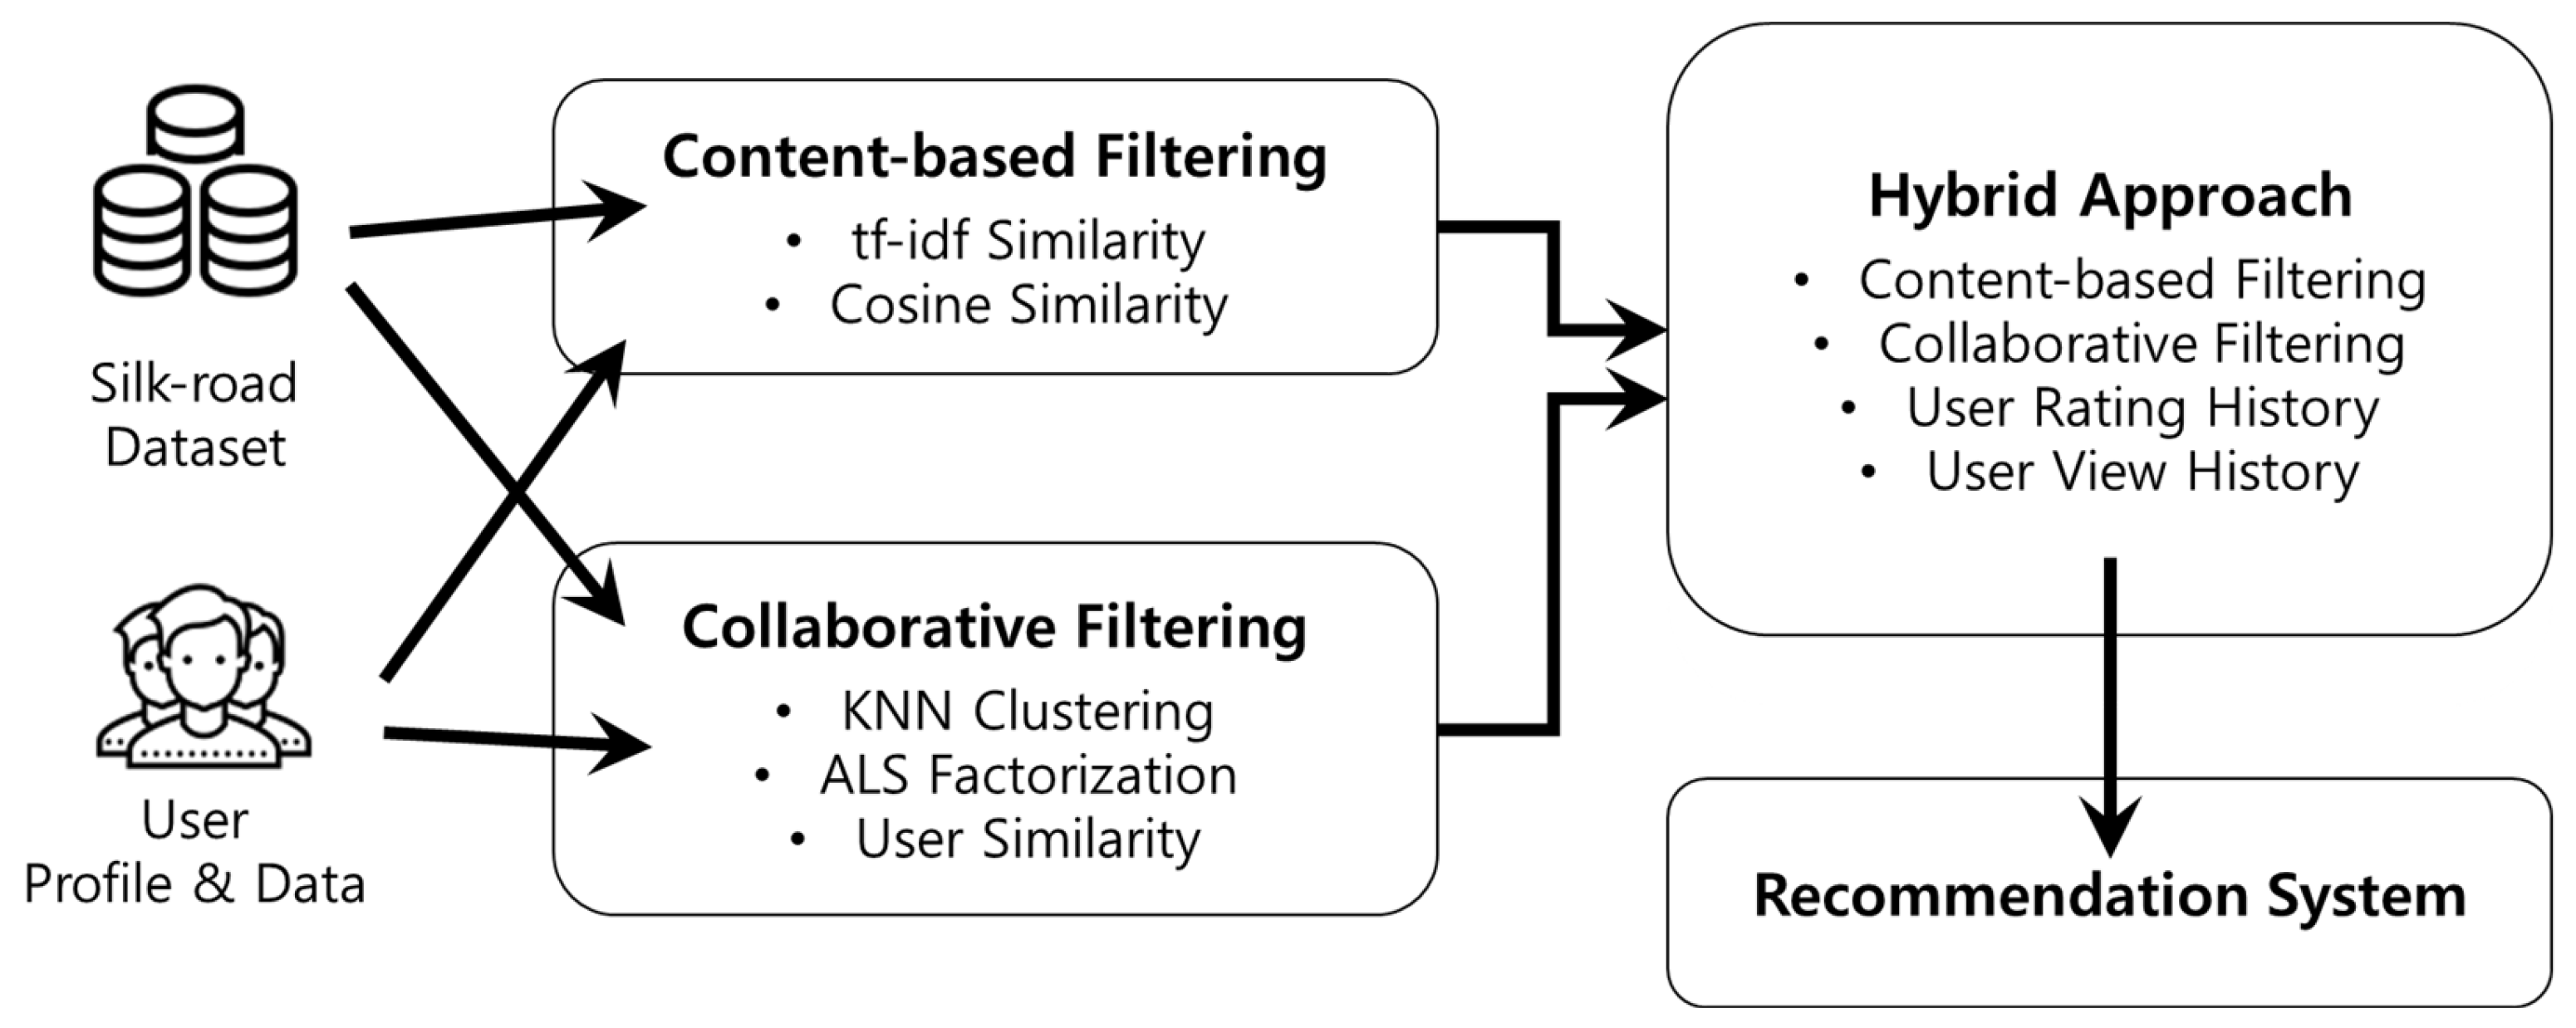 Silk-road
Dataset
User
Profile & Data
Content-based Filtering
• tf-idf Similarity
• Cosine Similarity
Collaborative Filtering
• KNN Clustering
• ALS Factorization
• User Similarity
Hybrid Approach
• Content-based Filtering
• Collaborative Filtering
• User Rating History
• User View History
Recommendation System